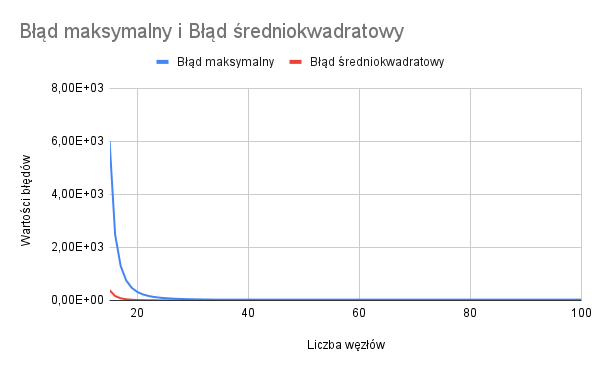 Błąd maksymalny i Błąd średniokwadratowy
Błąd maksymalny
Błąd średniokwadratowy
8,00E+03
6,00E+03
4,00E+03
2,00E+03
0,00E+00
Wartości błędów
20
40
60
80
100
Liczba węzłów